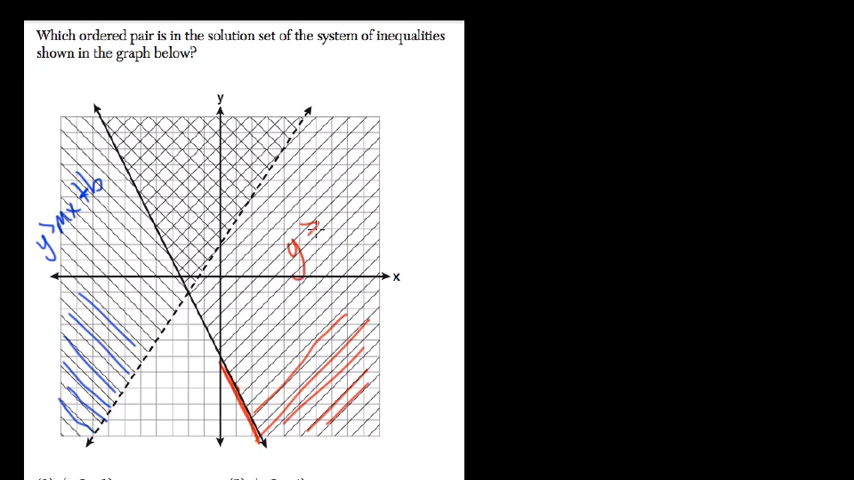 Which ordered pair is in the solution set of the system of inequalities
shown in the graph below?
y
y > mx + b
y >
x